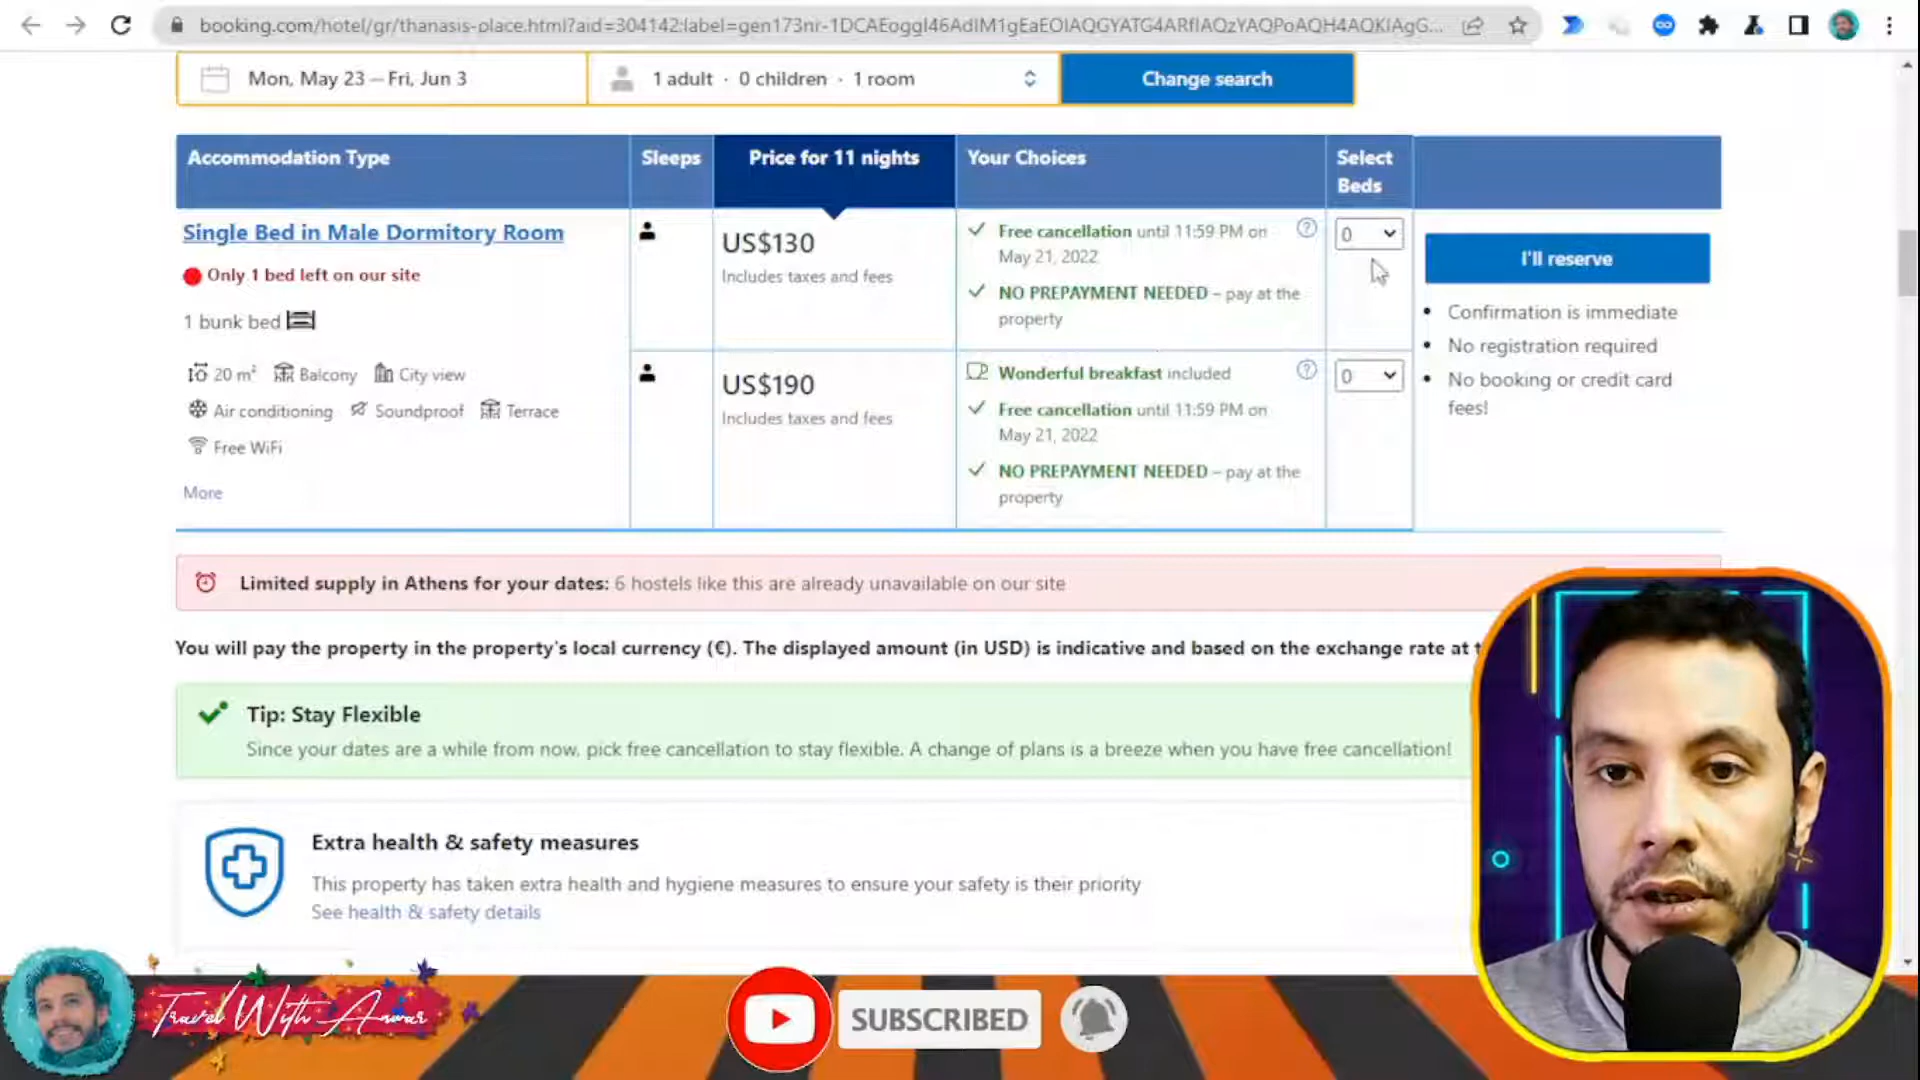 booking.com/hotel/gr/thanasis-place.html?aid=304142;label=gen173nr-1DCAEoggI46AdIM1gEaEOIAQGYATG4ARfIAQzYAQPoAQH4AQKIAgG...
Mon, May 23 — Fri, Jun 3
1 adult · 0 children · 1 room
Change search
Accommodation Type
Sleeps
Price for 11 nights
Your Choices
Select
Beds
Single Bed in Male Dormitory Room
Only 1 bed left on our site
1 bunk bed
20 m² Balcony City view
Air conditioning Soundproof Terrace
Free WiFi
More
US$130
Includes taxes and fees
Free cancellation until 11:59 PM on
May 21, 2022
NO PREPAYMENT NEEDED – pay at the
property
0
I'll reserve
Confirmation is immediate
No registration required
No booking or credit card
fees!
US$190
Includes taxes and fees
Wonderful breakfast included
Free cancellation until 11:59 PM on
May 21, 2022
NO PREPAYMENT NEEDED – pay at the
property
0
Limited supply in Athens for your dates: 6 hostels like this are already unavailable on our site
You will pay the property in the property's local currency (€). The displayed amount (in USD) is indicative and based on the exchange rate at
Tip: Stay Flexible
Since your dates are a while from now, pick free cancellation to stay flexible. A change of plans is a breeze when you have free cancellation!
Extra health & safety measures
This property has taken extra health and hygiene measures to ensure your safety is their priority
See health & safety details
Travel With Anwar
SUBSCRIBED